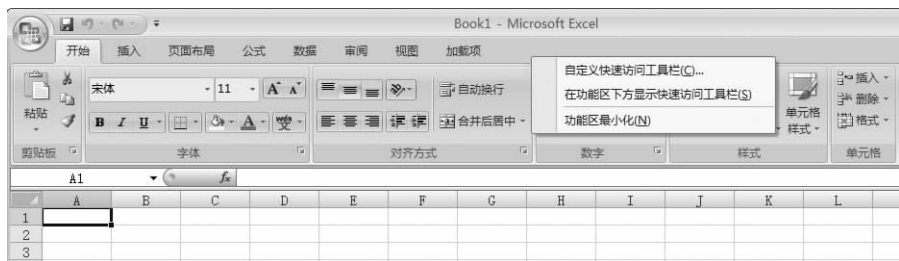 Book1 - Microsoft Excel
开始 插入 页面布局 公式 数据 审阅 视图 加载项
自定义快速访问工具栏(C)...
在功能区下方显示快速访问工具栏(S)
功能区最小化(N)
粘贴
宋体 11 A A
自动换行
B I U A wén 变
合并后居中
单元格
样式
插入
删除
格式
剪贴板 字体 对齐方式 数字 样式 单元格
A1 fx
A B C D E F G H I J K L
1
2
3